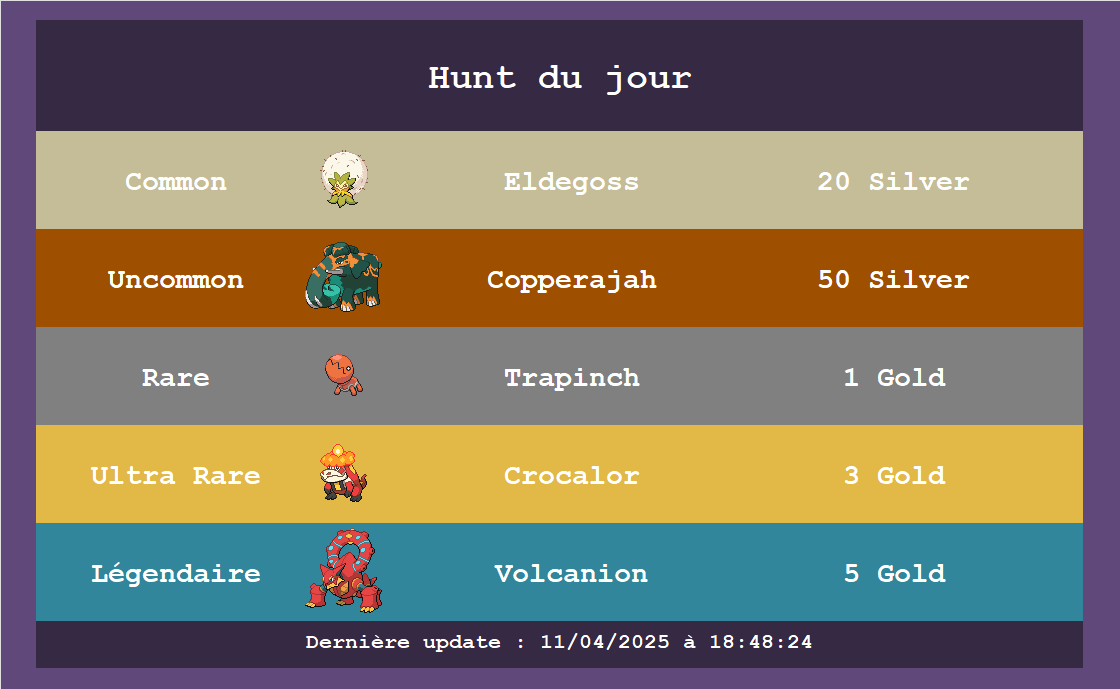 Hunt du jour
Common Eldegoss 20 Silver
Uncommon Copperajah 50 Silver
Rare Trapinch 1 Gold
Ultra Rare Crocalor 3 Gold
Légendaire Volcanion 5 Gold
Dernière update : 11/04/2025 à 18:48:24